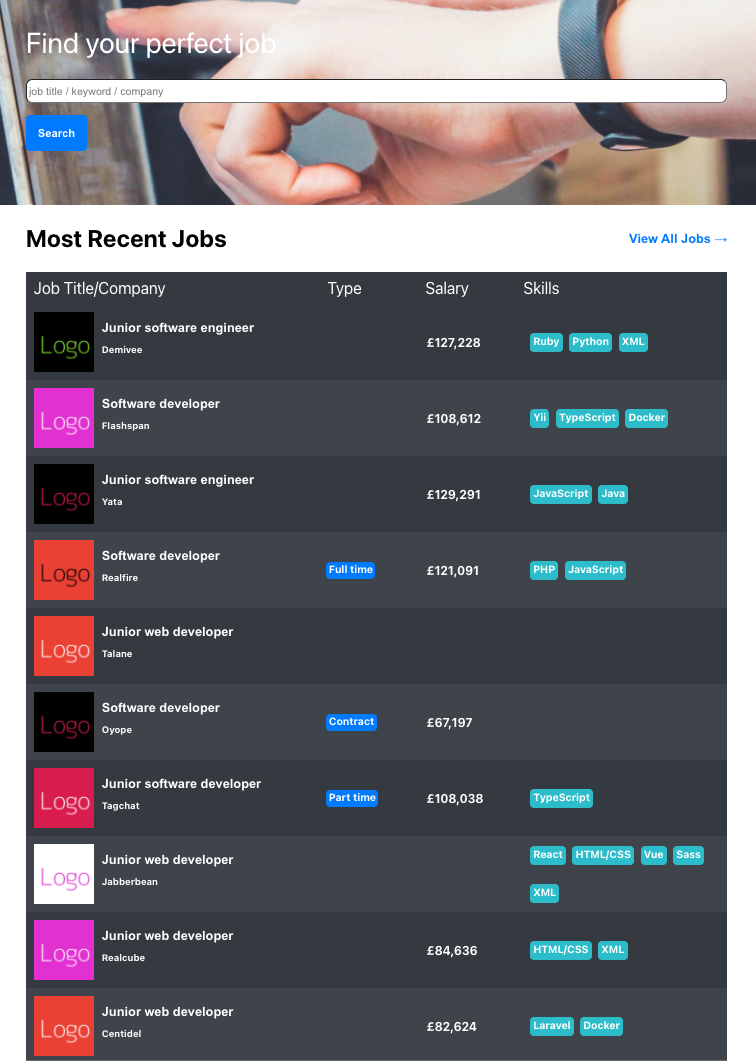 Find your perfect job
job title / keyword / company
Search
Most Recent Jobs
View All Jobs →
Job Title/Company Type Salary Skills
Logo
Junior software engineer
Demivee
£127,228
Ruby Python XML
Logo
Software developer
Flashspan
£108,612
Yii TypeScript Docker
Logo
Junior software engineer
Yata
£129,291
JavaScript Java
Logo
Software developer
Realfire
Full time
£121,091
PHP JavaScript
Logo
Junior web developer
Talane
Logo
Software developer
Oyope
Contract
£67,197
Logo
Junior software developer
Tagchat
Part time
£108,038
TypeScript
Logo
Junior web developer
Jabberbean
React HTML/CSS Vue Sass
XML
Logo
Junior web developer
Realcube
£84,636
HTML/CSS XML
Logo
Junior web developer
Centidel
£82,624
Laravel Docker